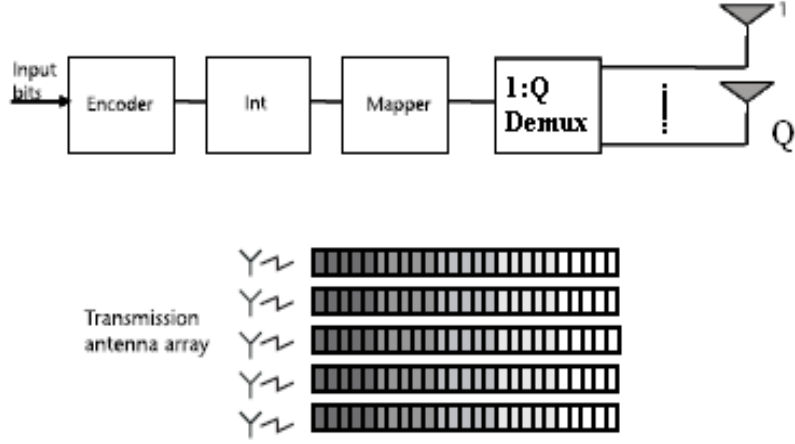 1
Input
bits
Encoder
Int
Mapper
1:Q
Demux
Q
Transmission
antenna array